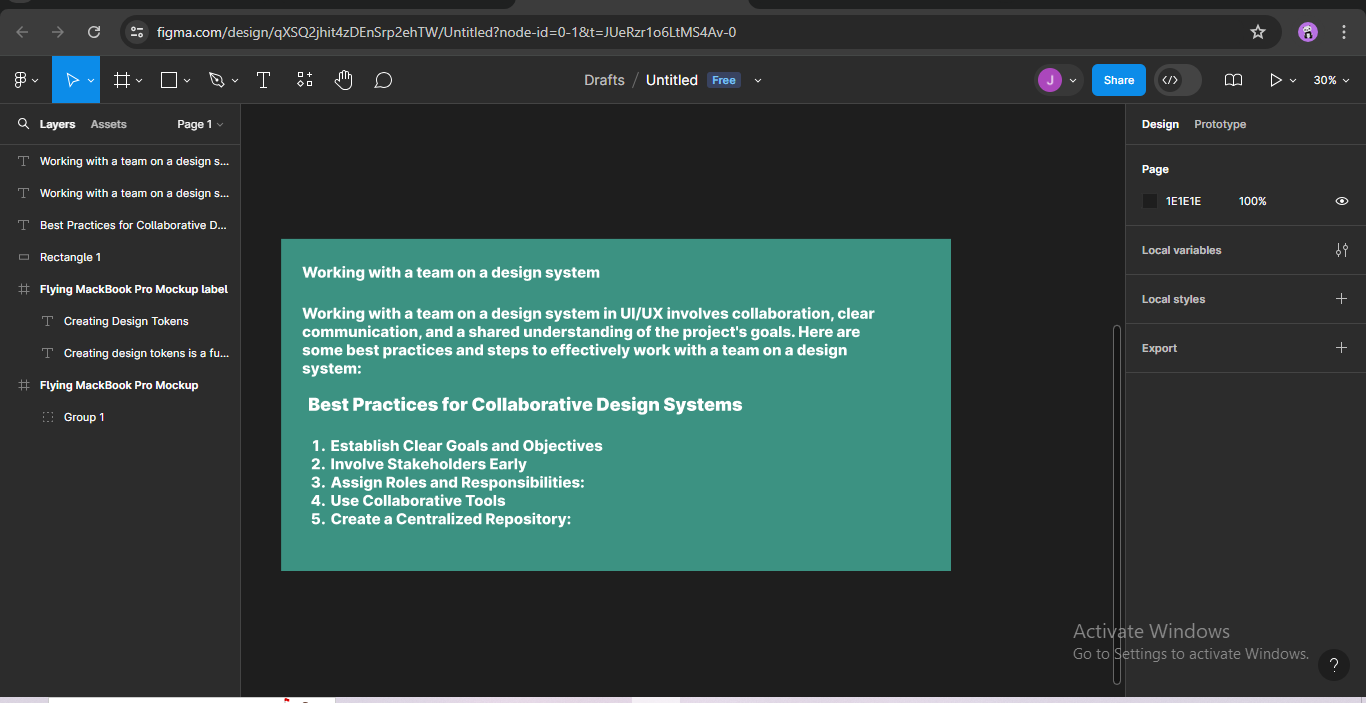 figma.com/design/qXSQ2jhit4zDEnSrp2ehTW/Untitled?node-id=0-1&t=JUeRzr1o6LtMS4Av-0
Drafts / Untitled Free
J
Share
30%
Layers Assets Page 1
Working with a team on a design s...
Working with a team on a design s...
Best Practices for Collaborative D...
Rectangle 1
Flying MackBook Pro Mockup label
Creating Design Tokens
Creating design tokens is a fu...
Flying MackBook Pro Mockup
Group 1
Working with a team on a design system
Working with a team on a design system in UI/UX involves collaboration, clear
communication, and a shared understanding of the project's goals. Here are
some best practices and steps to effectively work with a team on a design
system:
Best Practices for Collaborative Design Systems
1. Establish Clear Goals and Objectives
2. Involve Stakeholders Early
3. Assign Roles and Responsibilities:
4. Use Collaborative Tools
5. Create a Centralized Repository:
Design Prototype
Page
1E1E1E 100%
Local variables
Local styles
Export
Activate Windows
Go to Settings to activate Windows.
?